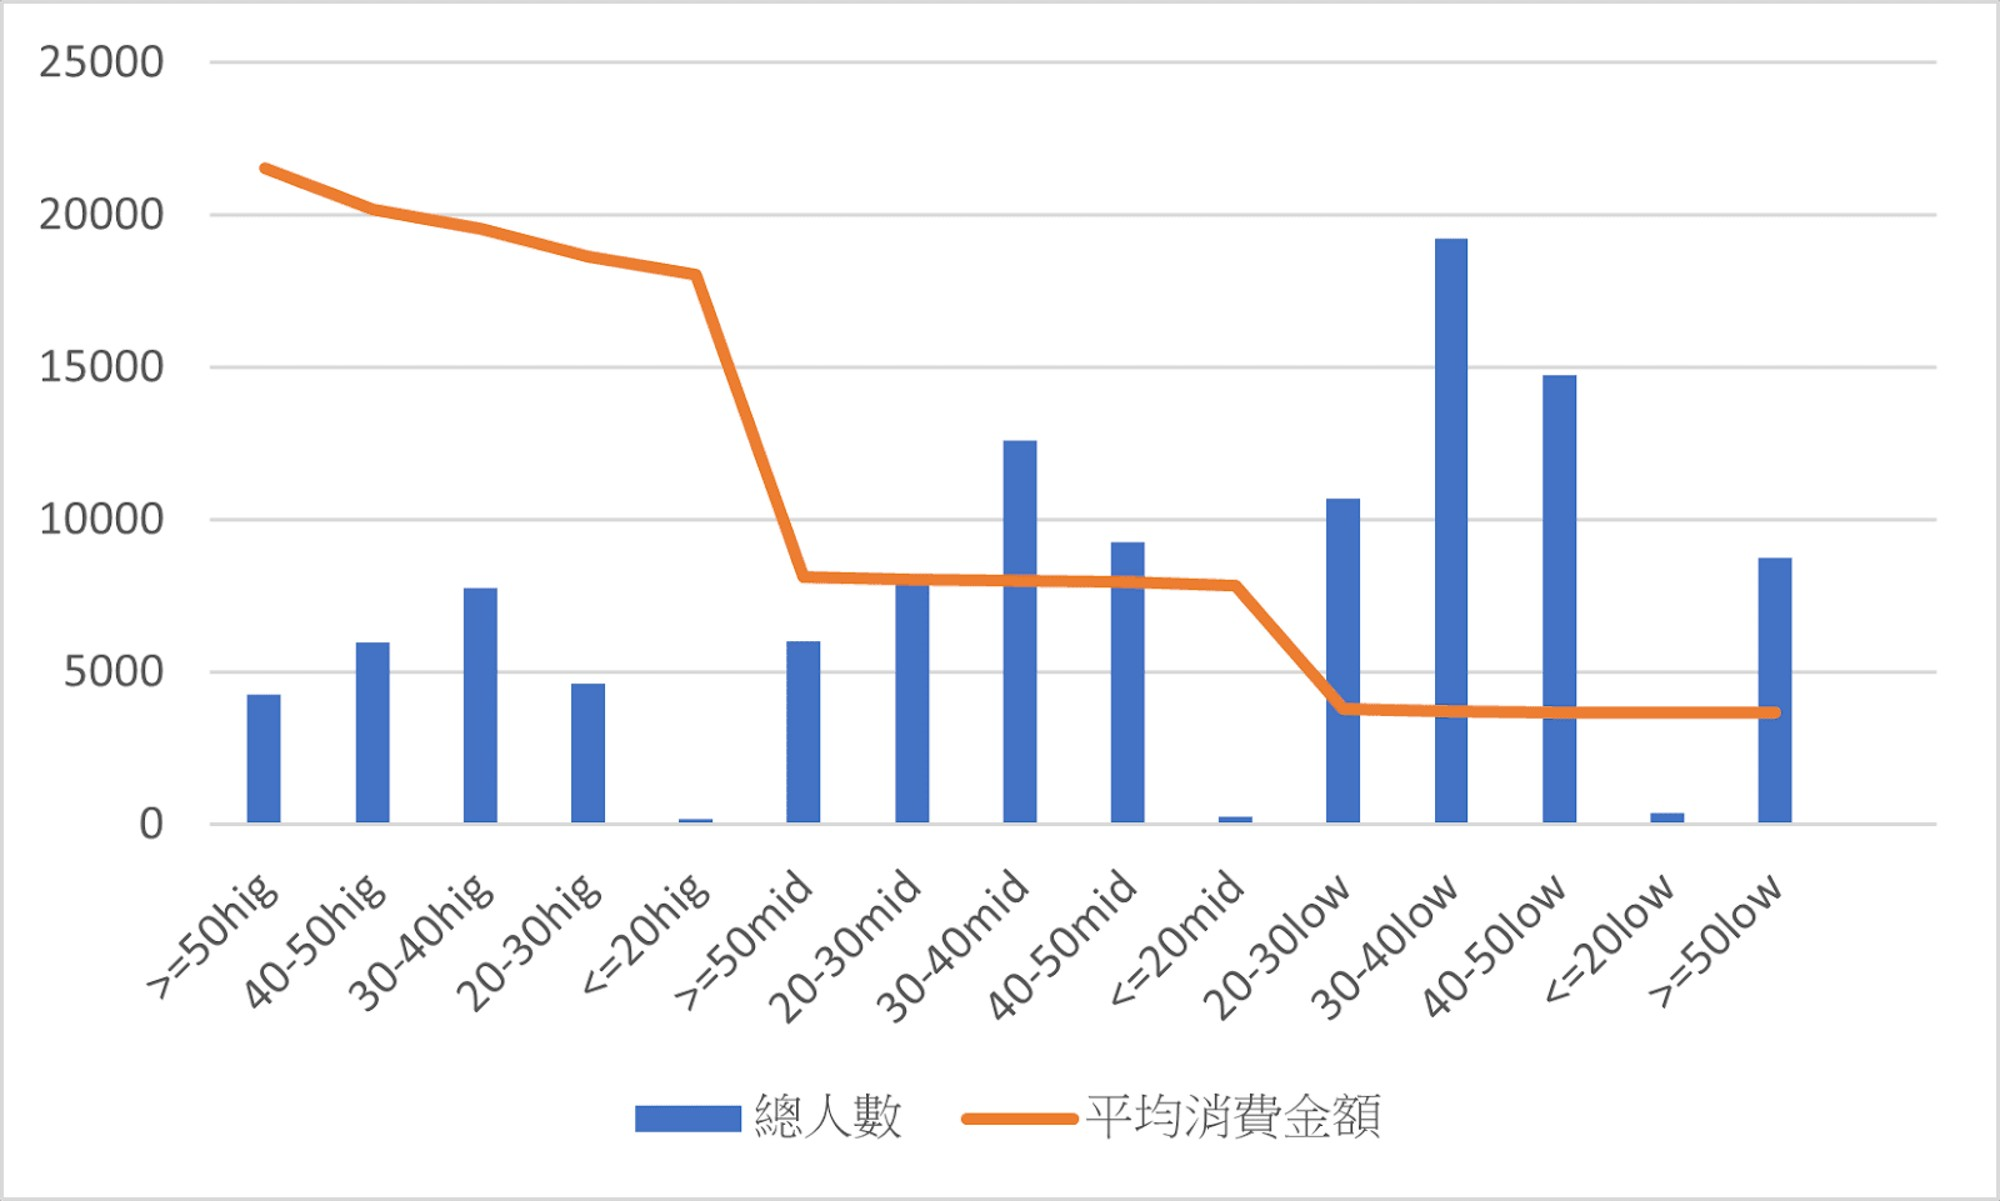 25000
20000
15000
10000
5000
0
>=50hig
40-50hig
30-40hig
20-30hig
<=20hig
>=50mid
20-30mid
30-40mid
40-50mid
<=20mid
20-30low
30-40low
40-50low
<=20low
>=50low
總人數 平均消費金額